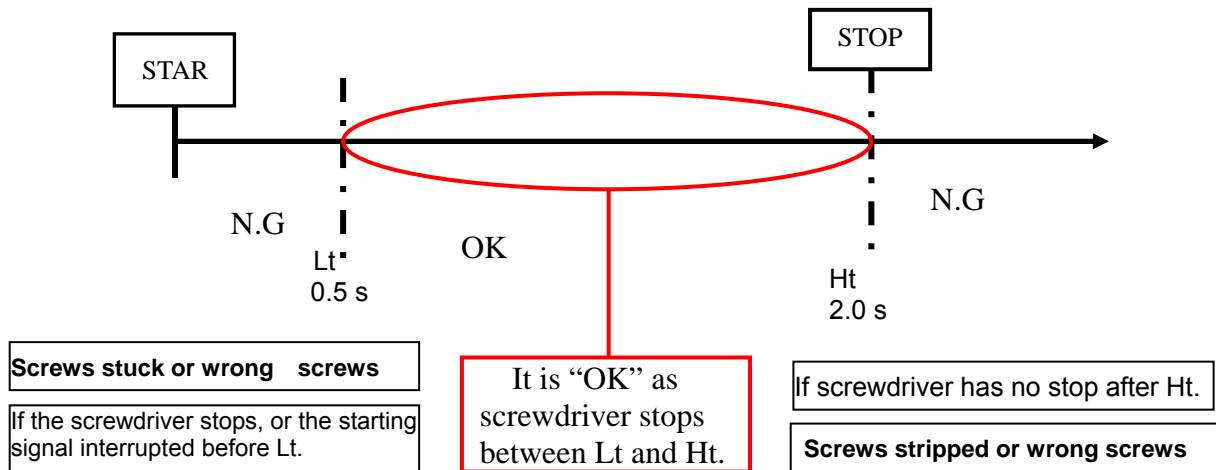 STAR
STOP
N.G
OK
N.G
Lt
0.5 s
Ht
2.0 s
Screws stuck or wrong screws
If the screwdriver stops, or the starting
signal interrupted before Lt.
It is “OK” as
screwdriver stops
between Lt and Ht.
If screwdriver has no stop after Ht.
Screws stripped or wrong screws